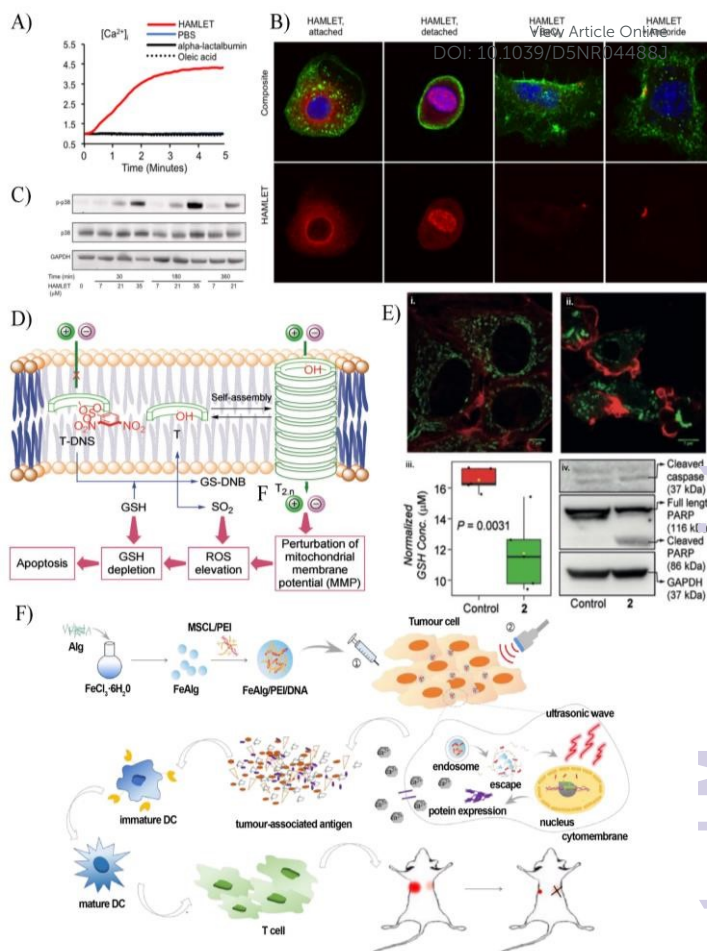 View Article Online
DOI: 10.1039/D5NR04488J
A)
[Ca²⁺]i
HAMLET
PBS
alpha-lactalbumin
Oleic acid
5.5
4.5
3.5
2.5
1.5
0.5
0 1 2 3 4 5
Time (Minutes)
B)
HAMLET, attached
HAMLET, detached
HAMLET
HAMLET
Composite
HAMLET
C)
p-p38
p38
GAPDH
Time (min) 30 180 360
HAMLET (μM) 0 7 21 35 7 21 35 7 21
D)
+ − + −
OH
X
T-DNS
NO₂
T
OH
Self-assembly
T₂.n
F
+ −
GS-DNB
GSH
SO₂
Apoptosis
GSH depletion
ROS elevation
Perturbation of mitochondrial membrane potential (MMP)
E)
i.
ii.
iii.
Normalized GSH Conc. (μM)
16
14
12
10
P = 0.0031
Control 2
iv.
Cleaved caspase (37 kDa)
Full length PARP (116 kDa)
Cleaved PARP (86 kDa)
GAPDH (37 kDa)
Control 2
F)
Alg
FeCl₃·6H₂0
FeAlg
MSCL/PEI
FeAlg/PEI/DNA
①
Tumour cell
②
ultrasonic wave
endosome
escape
potein expression
nucleus
cytomembrane
tumour-associated antigen
immature DC
mature DC
T cell